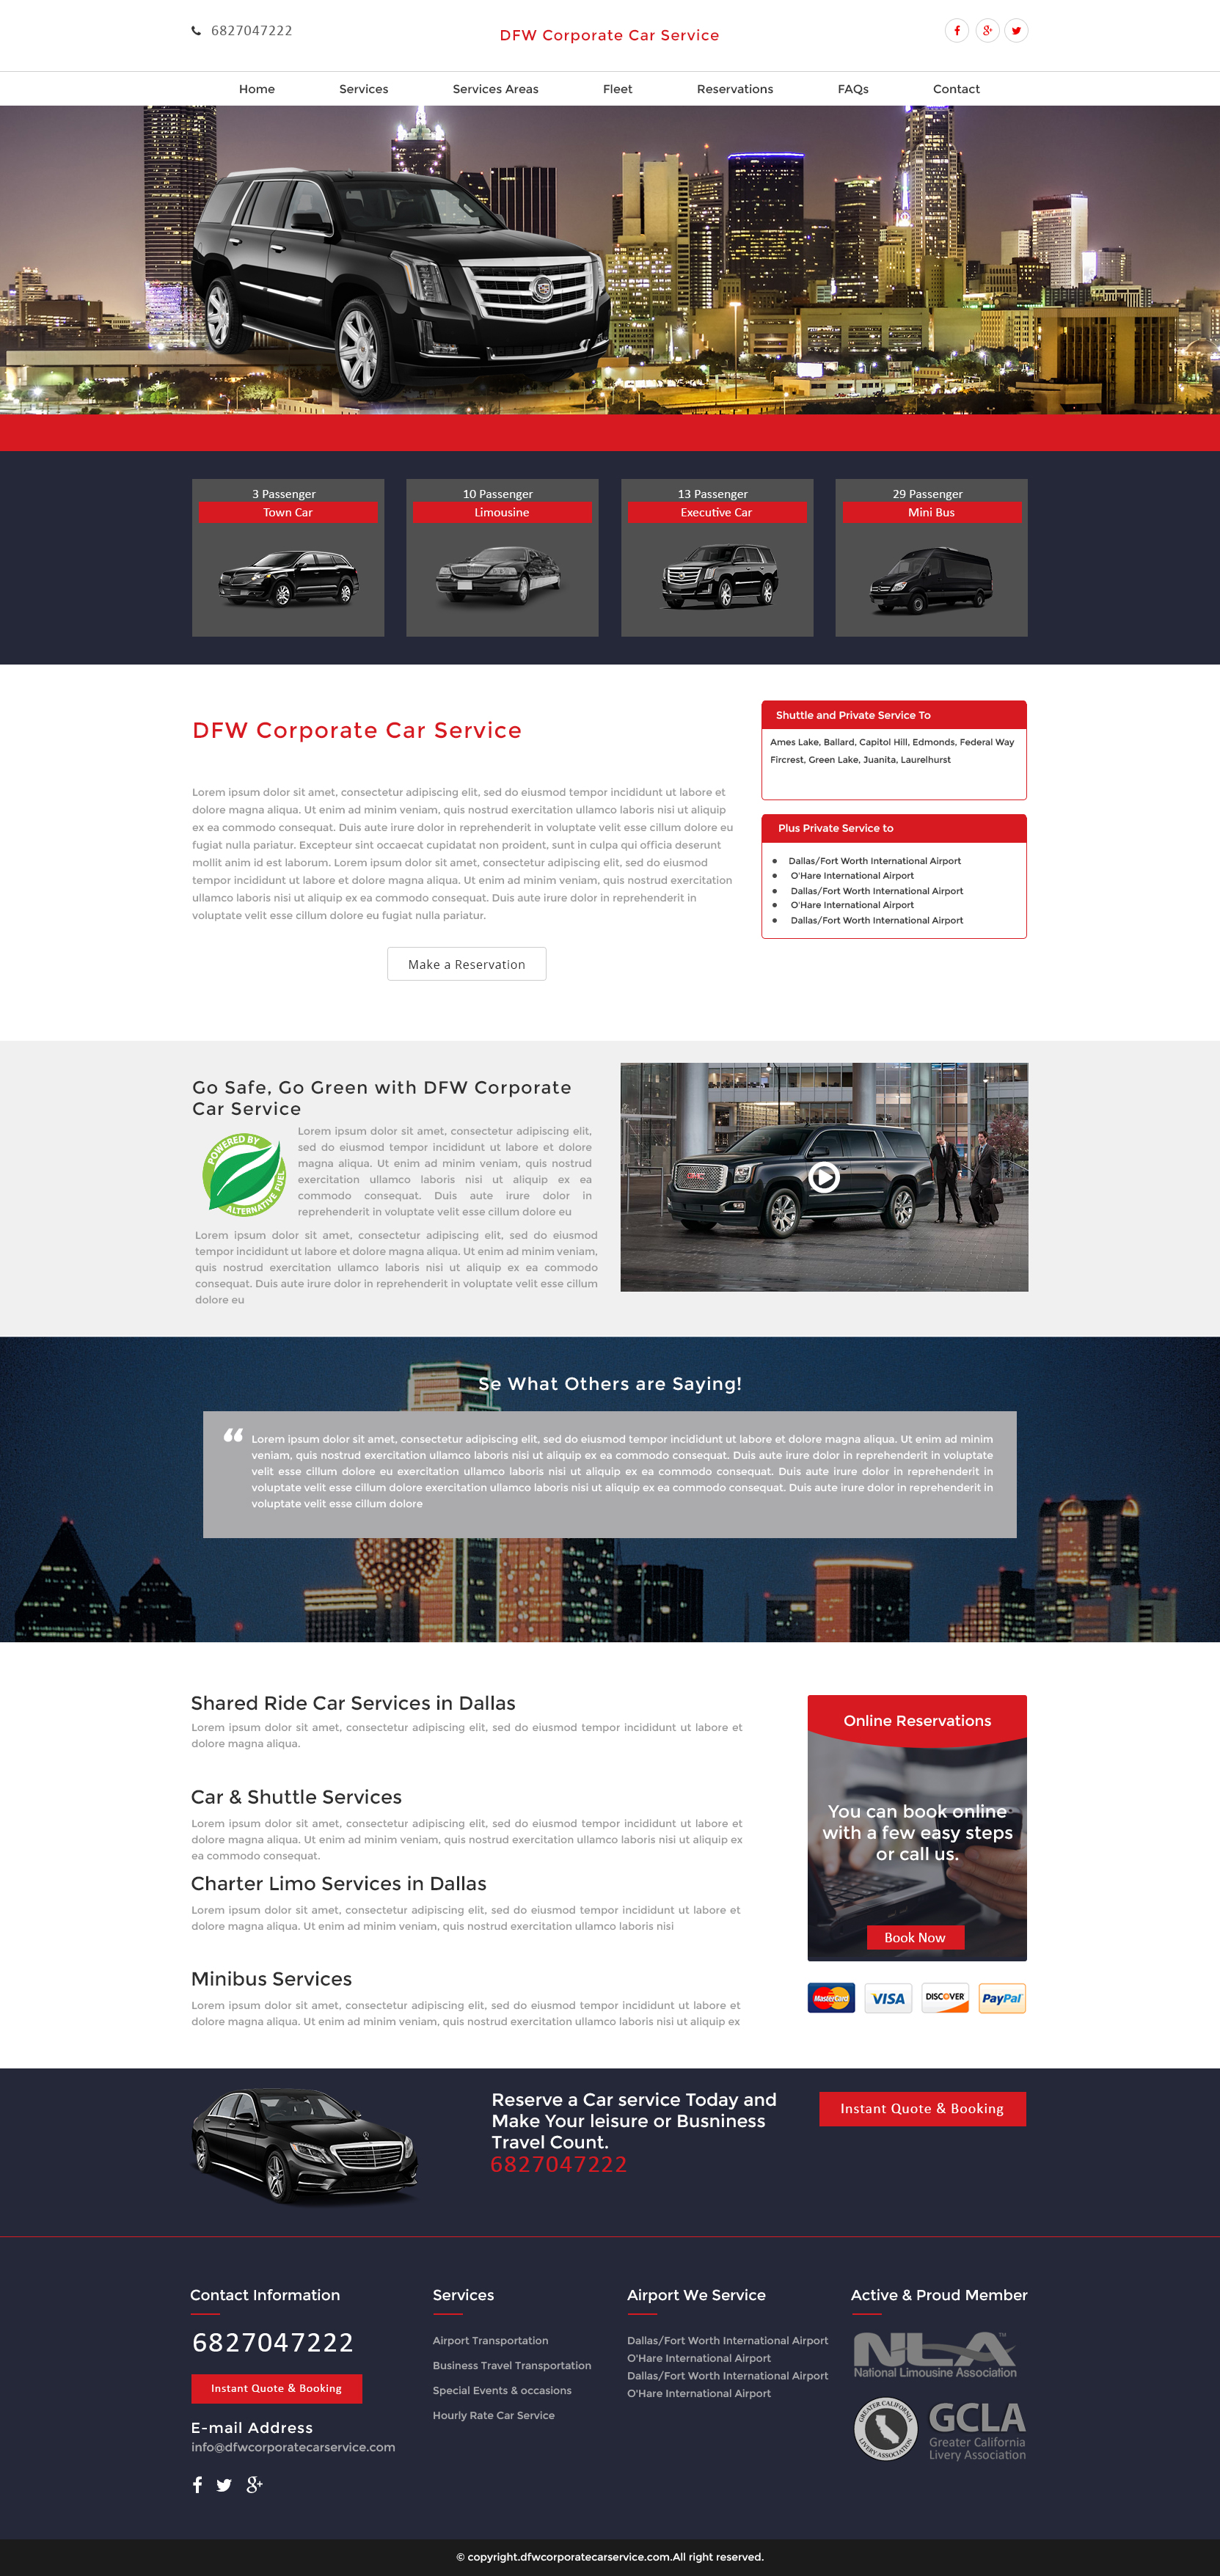 6827047222
DFW Corporate Car Service
Home
Services
Services Areas
Fleet
Reservations
FAQs
Contact
3 Passenger
Town Car
10 Passenger
Limousine
13 Passenger
Executive Car
29 Passenger
Mini Bus
DFW Corporate Car Service
Lorem ipsum dolor sit amet, consectetur adipiscing elit, sed do eiusmod tempor incididunt ut labore et
dolore magna aliqua. Ut enim ad minim veniam, quis nostrud exercitation ullamco laboris nisi ut aliquip
ex ea commodo consequat. Duis aute irure dolor in reprehenderit in voluptate velit esse cillum dolore eu
fugiat nulla pariatur. Excepteur sint occaecat cupidatat non proident, sunt in culpa qui officia deserunt
mollit anim id est laborum. Lorem ipsum dolor sit amet, consectetur adipiscing elit, sed do eiusmod
tempor incididunt ut labore et dolore magna aliqua. Ut enim ad minim veniam, quis nostrud exercitation
ullamco laboris nisi ut aliquip ex ea commodo consequat. Duis aute irure dolor in reprehenderit in
voluptate velit esse cillum dolore eu fugiat nulla pariatur.
Make a Reservation
Shuttle and Private Service To
Ames Lake, Ballard, Capitol Hill, Edmonds, Federal Way
Fircrest, Green Lake, Juanita, Laurelhurst
Plus Private Service to
Dallas/Fort Worth International Airport
O'Hare International Airport
Dallas/Fort Worth International Airport
O'Hare International Airport
Dallas/Fort Worth International Airport
Go Safe, Go Green with DFW Corporate
Car Service
POWERED BY
ALTERNATIVE FUEL
Lorem ipsum dolor sit amet, consectetur adipiscing elit,
sed do eiusmod tempor incididunt ut labore et dolore
magna aliqua. Ut enim ad minim veniam, quis nostrud
exercitation ullamco laboris nisi ut aliquip ex ea
commodo consequat. Duis aute irure dolor in
reprehenderit in voluptate velit esse cillum dolore eu
Lorem ipsum dolor sit amet, consectetur adipiscing elit, sed do eiusmod
tempor incididunt ut labore et dolore magna aliqua. Ut enim ad minim veniam,
quis nostrud exercitation ullamco laboris nisi ut aliquip ex ea commodo
consequat. Duis aute irure dolor in reprehenderit in voluptate velit esse cillum
dolore eu
GMC
Se What Others are Saying!
“
Lorem ipsum dolor sit amet, consectetur adipiscing elit, sed do eiusmod tempor incididunt ut labore et dolore magna aliqua. Ut enim ad minim
veniam, quis nostrud exercitation ullamco laboris nisi ut aliquip ex ea commodo consequat. Duis aute irure dolor in reprehenderit in voluptate
velit esse cillum dolore eu exercitation ullamco laboris nisi ut aliquip ex ea commodo consequat. Duis aute irure dolor in reprehenderit in
voluptate velit esse cillum dolore exercitation ullamco laboris nisi ut aliquip ex ea commodo consequat. Duis aute irure dolor in reprehenderit in
voluptate velit esse cillum dolore
Shared Ride Car Services in Dallas
Lorem ipsum dolor sit amet, consectetur adipiscing elit, sed do eiusmod tempor incididunt ut labore et
dolore magna aliqua.
Car & Shuttle Services
Lorem ipsum dolor sit amet, consectetur adipiscing elit, sed do eiusmod tempor incididunt ut labore et
dolore magna aliqua. Ut enim ad minim veniam, quis nostrud exercitation ullamco laboris nisi ut aliquip ex
ea commodo consequat.
Charter Limo Services in Dallas
Lorem ipsum dolor sit amet, consectetur adipiscing elit, sed do eiusmod tempor incididunt ut labore et
dolore magna aliqua. Ut enim ad minim veniam, quis nostrud exercitation ullamco laboris nisi
Minibus Services
Lorem ipsum dolor sit amet, consectetur adipiscing elit, sed do eiusmod tempor incididunt ut labore et
dolore magna aliqua. Ut enim ad minim veniam, quis nostrud exercitation ullamco laboris nisi ut aliquip ex
Online Reservations
You can book online
with a few easy steps
or call us.
Book Now
MasterCard
VISA
DISCOVER
PayPal
Reserve a Car service Today and
Make Your leisure or Busniness
Travel Count.
6827047222
Instant Quote & Booking
Contact Information
6827047222
Instant Quote & Booking
E-mail Address
info@dfwcorporatecarservice.com
Services
Airport Transportation
Business Travel Transportation
Special Events & occasions
Hourly Rate Car Service
Airport We Service
Dallas/Fort Worth International Airport
O'Hare International Airport
Dallas/Fort Worth International Airport
O'Hare International Airport
Active & Proud Member
NLA™
National Limousine Association
GREATER CALIFORNIA
LIVERY ASSOCIATION
GCLA
Greater California
Livery Association
© copyright.dfwcorporatecarservice.com.All right reserved.